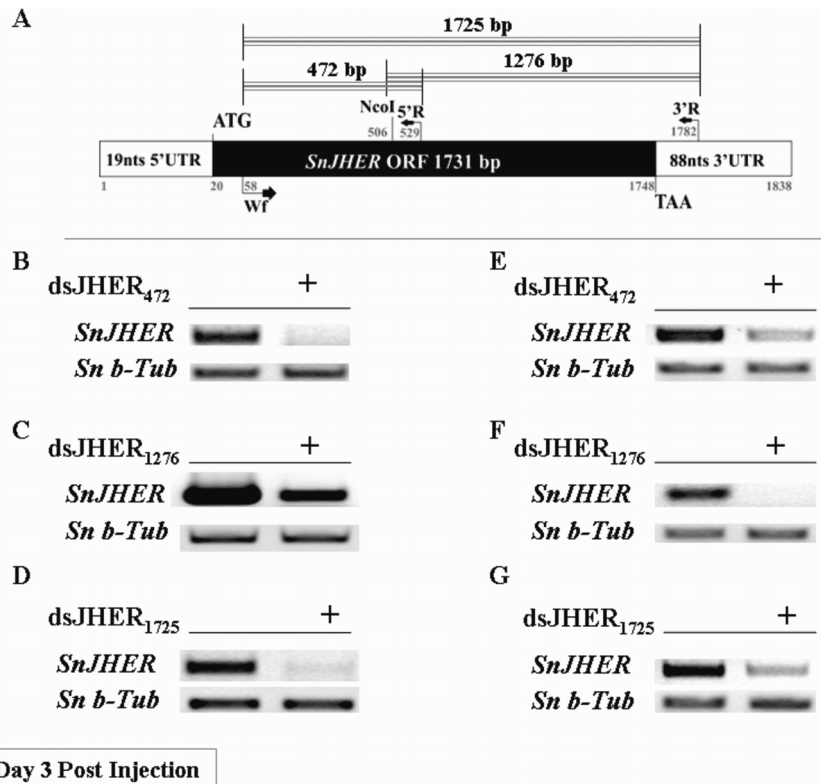 A
1725 bp
472 bp
1276 bp
ATG
NcoI
5'R
3'R
506
529
1782
19nts 5'UTR
SnJHER ORF 1731 bp
88nts 3'UTR
1
20
58
1748
1838
Wf
TAA
B
dsJHER472 +
SnJHER
Sn b-Tub
E
dsJHER472 +
SnJHER
Sn b-Tub
C
dsJHER1276 +
SnJHER
Sn b-Tub
F
dsJHER1276 +
SnJHER
Sn b-Tub
D
dsJHER1725 +
SnJHER
Sn b-Tub
G
dsJHER1725 +
SnJHER
Sn b-Tub
Day 3 Post Injection